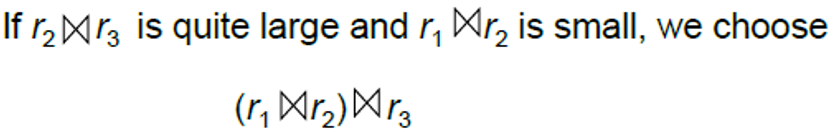 If r₂⋈r₃ is quite large and r₁ ⋈r₂ is small, we choose
(r₁ ⋈r₂)⋈ r₃